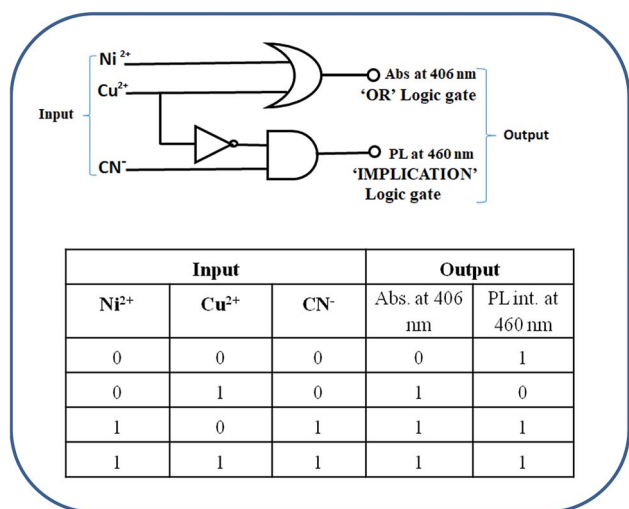 Ni 2+
Cu2+
Input
CN-
Abs at 406 nm
'OR' Logic gate
Output
PL at 460 nm
'IMPLICATION'
Logic gate
Input Output
Ni2+ Cu2+ CN- Abs. at 406 PL int. at
nm 460 nm
0 0 0 0 1
0 1 0 1 0
1 0 1 1 1
1 1 1 1 1